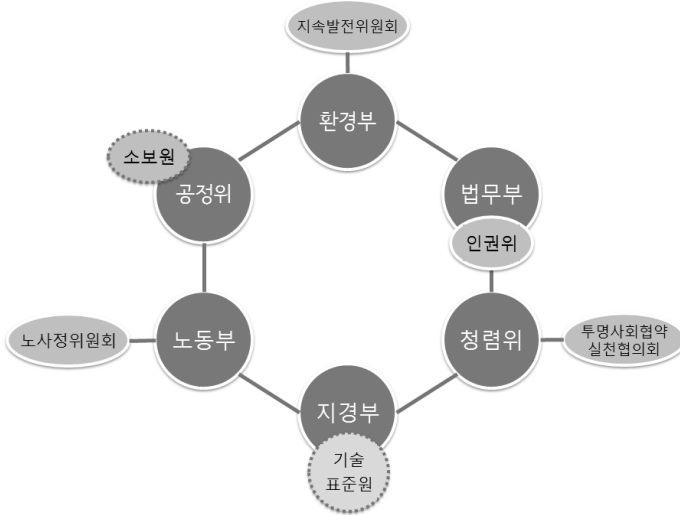 지속발전위원회
환경부
소보원
공정위
법무부
인권위
노사정위원회
노동부
청렴위
투명사회협약
실천협의회
지경부
기술
표준원